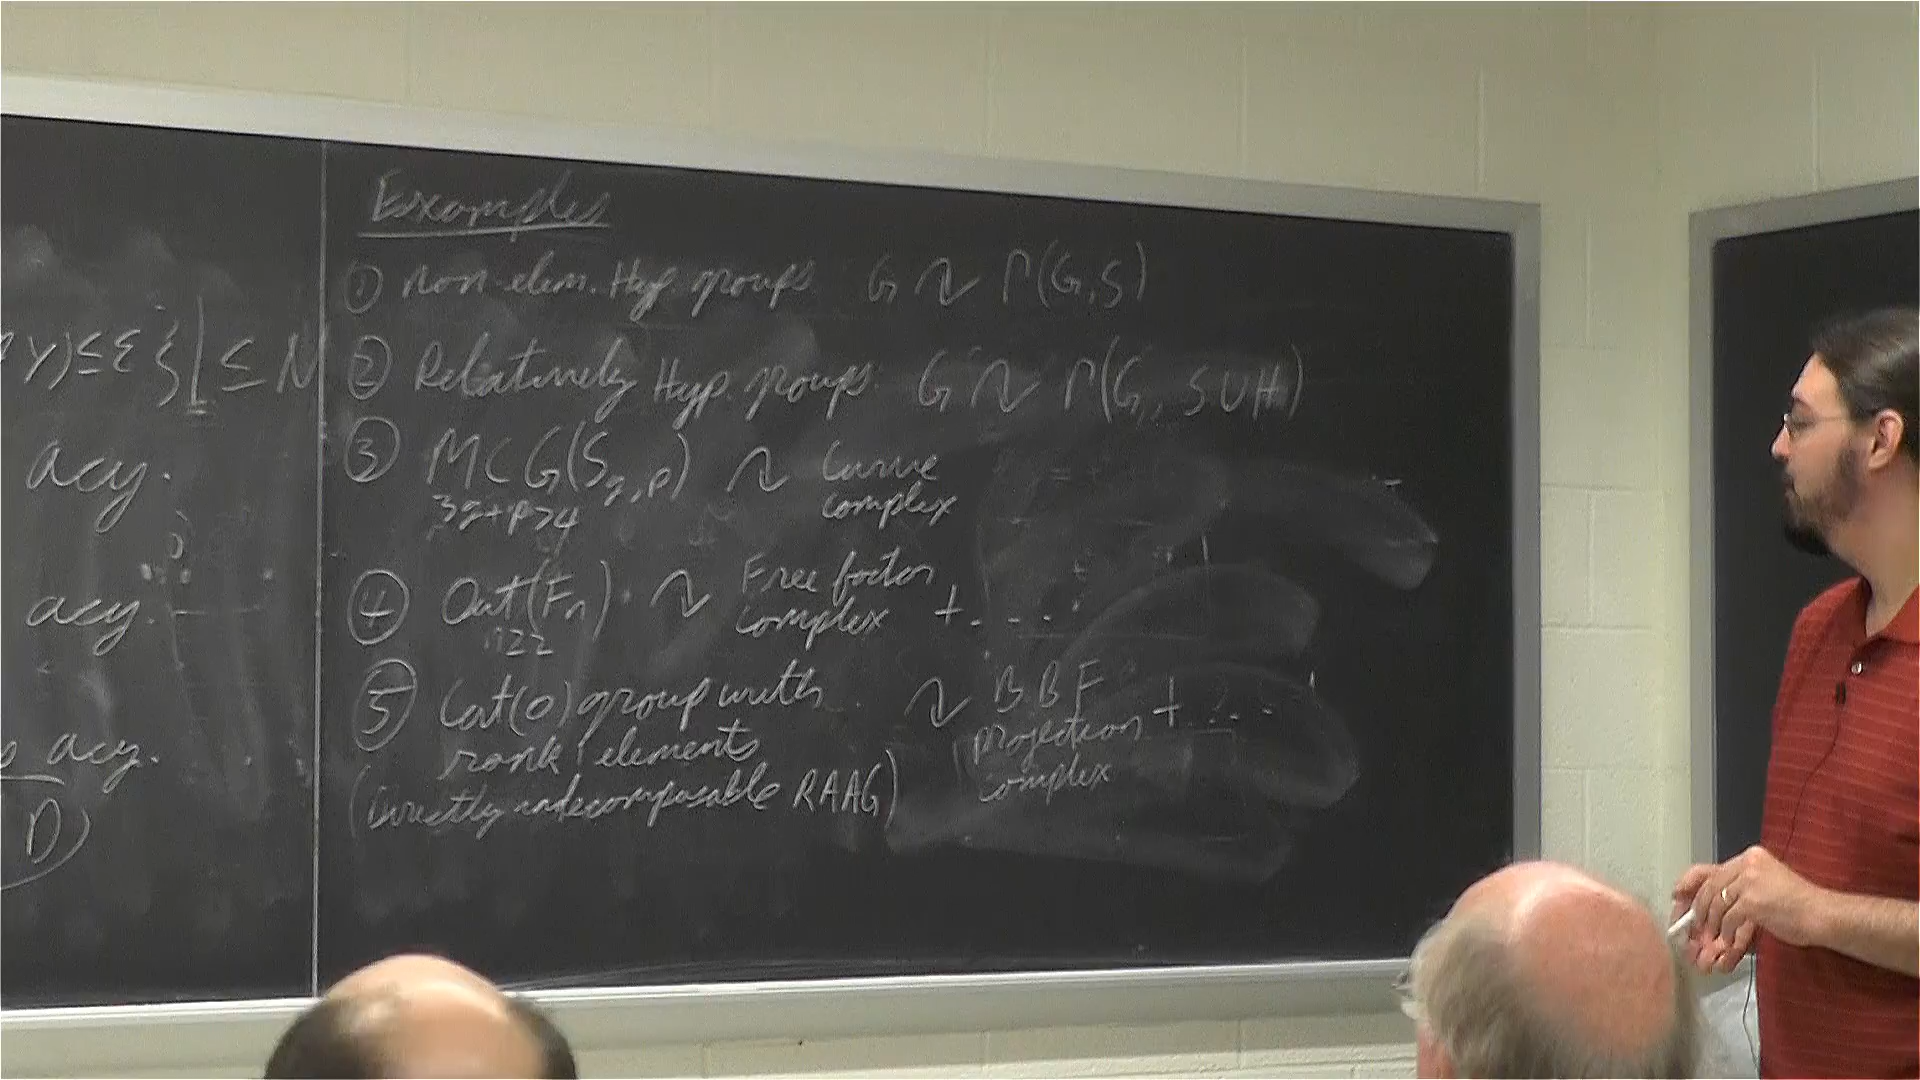 Y) ≤ ε }| ≤ N
acy.
acy.
acy.
D)
Examples
① Non-elem. Hyp. groups G ↷ Γ(G,S)
② Relatively Hyp. groups: G ↷ Γ(G, S∪H)
③ MCG(S_{g,p}) ↷ Curve complex
3g+p>4
④ Out(F_n) ↷ Free factor complex + ....
n≥2
⑤ Cat(0) group with rank 1 elements ↷ BBF projection complex + ...
(Directly indecomposable RAAG)